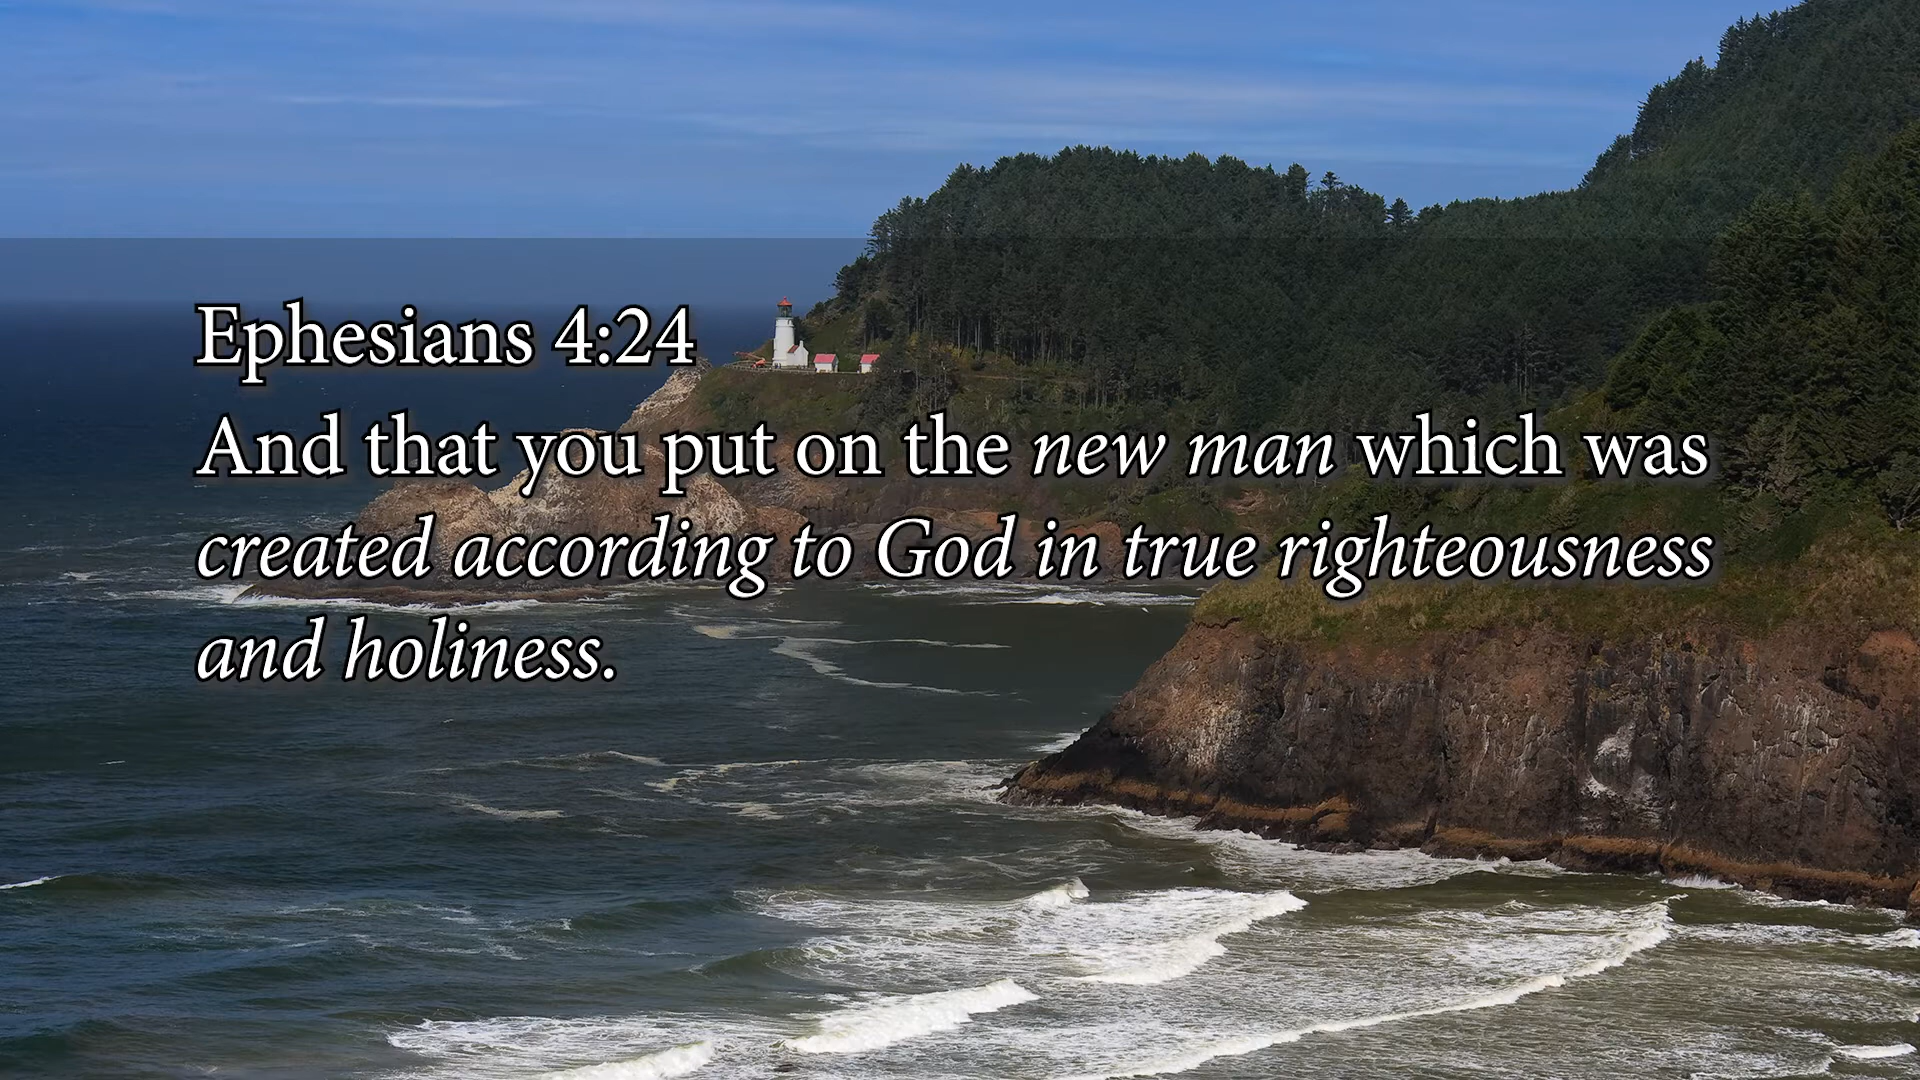 Ephesians 4:24
And that you put on the new man which was
created according to God in true righteousness
and holiness.